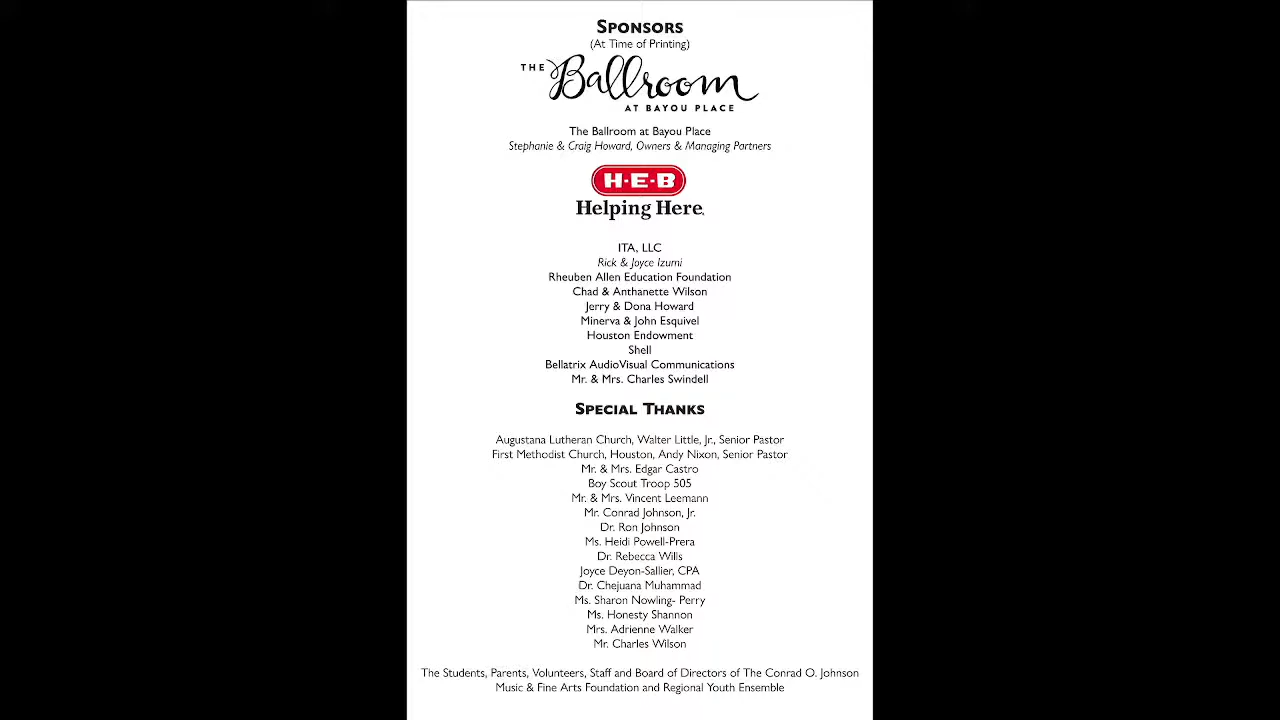 SPONSORS
(At Time of Printing)
THE Ballroom
AT BAYOU PLACE
The Ballroom at Bayou Place
Stephanie & Craig Howard, Owners & Managing Partners
H-E-B
Helping Here.
ITA, LLC
Rick & Joyce Izumi
Rheuben Allen Education Foundation
Chad & Anthanette Wilson
Jerry & Dona Howard
Minerva & John Esquivel
Houston Endowment
Shell
Bellatrix AudioVisual Communications
Mr. & Mrs. Charles Swindell
SPECIAL THANKS
Augustana Lutheran Church, Walter Little, Jr., Senior Pastor
First Methodist Church, Houston, Andy Nixon, Senior Pastor
Mr. & Mrs. Edgar Castro
Boy Scout Troop 505
Mr. & Mrs. Vincent Leemann
Mr. Conrad Johnson, Jr.
Dr. Ron Johnson
Ms. Heidi Powell-Prera
Dr. Rebecca Wills
Joyce Deyon-Sallier, CPA
Dr. Chejuana Muhammad
Ms. Sharon Nowling- Perry
Ms. Honesty Shannon
Mrs. Adrienne Walker
Mr. Charles Wilson
The Students, Parents, Volunteers, Staff and Board of Directors of The Conrad O. Johnson
Music & Fine Arts Foundation and Regional Youth Ensemble